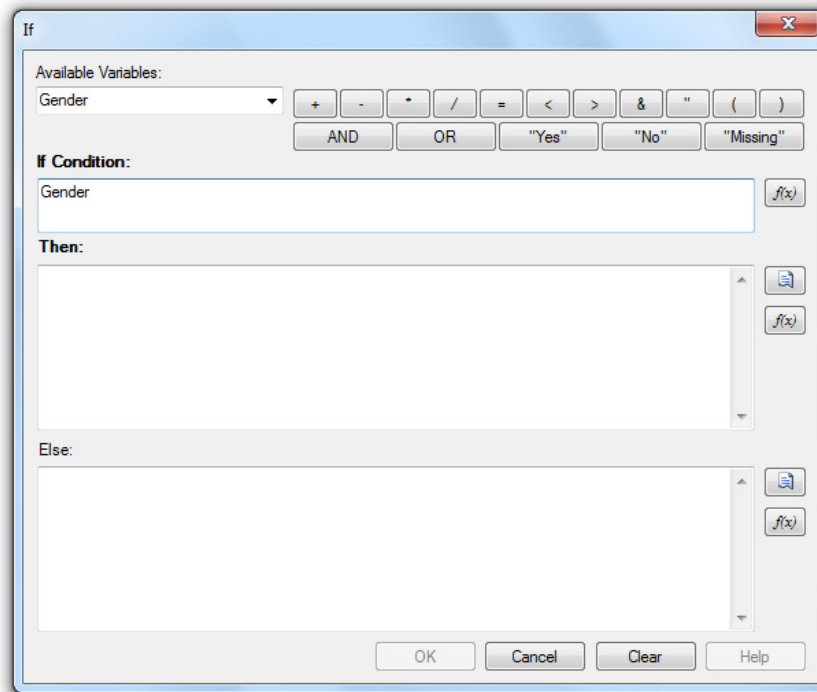 If
Available Variables:
Gender
+ - * / = < > & " ( )
AND OR "Yes" "No" "Missing"
If Condition:
Gender
f(x)
Then:
f(x)
Else:
f(x)
OK Cancel Clear Help